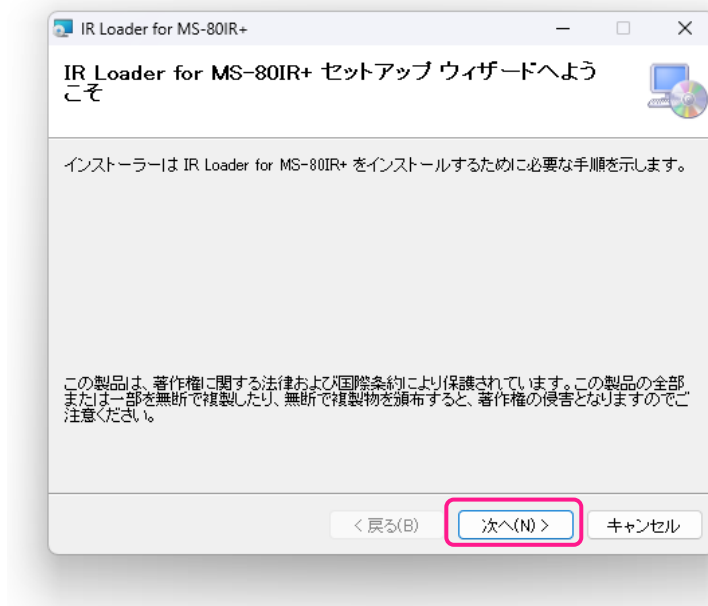 IR Loader for MS-80IR+
IR Loader for MS-80IR+ セットアップ ウィザードへよう
こそ
インストーラーは IR Loader for MS-80IR+ をインストールするために必要な手順を示します。
この製品は、著作権に関する法律および国際条約により保護されています。この製品の全部
または一部を無断で複製したり、無断で複製物を頒布すると、著作権の侵害となりますのでご
注意ください。
< 戻る(B)
次へ(N) >
キャンセル